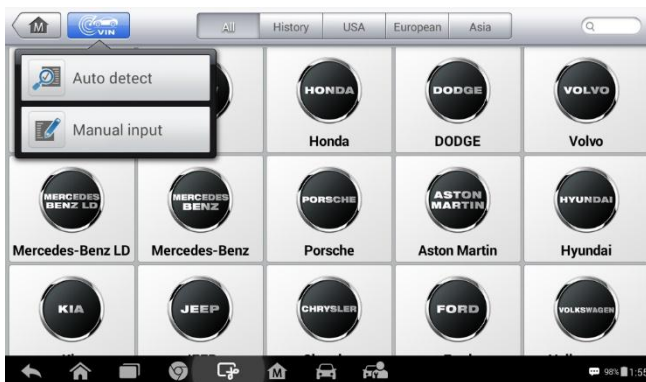 M VIN All History USA European Asia
Auto detect
Manual input
HONDA DODGE VOLVO
Honda DODGE Volvo
MERCEDES BENZ LD MERCEDES BENZ PORSCHE ASTON MARTIN HYUNDAI
Mercedes-Benz LD Mercedes-Benz Porsche Aston Martin Hyundai
KIA JEEP CHRYSLER FORD VOLKSWAGEN
M 98% 1:55